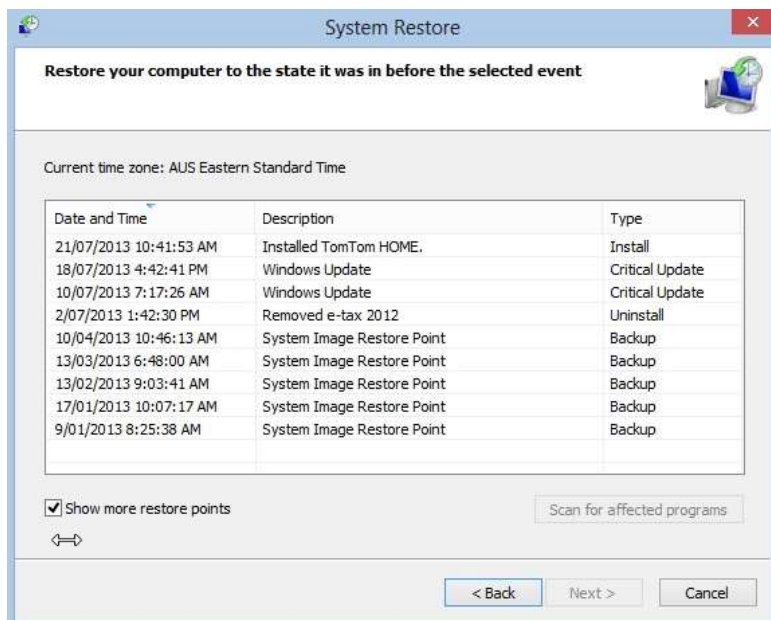 System Restore
Restore your computer to the state it was in before the selected event
Current time zone: AUS Eastern Standard Time
Date and Time Description Type
21/07/2013 10:41:53 AM Installed TomTom HOME. Install
18/07/2013 4:42:41 PM Windows Update Critical Update
10/07/2013 7:17:26 AM Windows Update Critical Update
2/07/2013 1:42:30 PM Removed e-tax 2012 Uninstall
10/04/2013 10:46:13 AM System Image Restore Point Backup
13/03/2013 6:48:00 AM System Image Restore Point Backup
13/02/2013 9:03:41 AM System Image Restore Point Backup
17/01/2013 10:07:17 AM System Image Restore Point Backup
9/01/2013 8:25:38 AM System Image Restore Point Backup
Show more restore points Scan for affected programs
< Back Next > Cancel